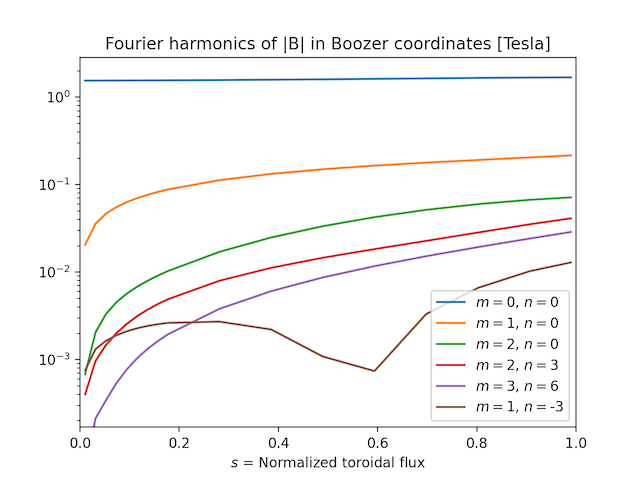 Fourier harmonics of |B| in Boozer coordinates [Tesla]
10⁰
10⁻¹
10⁻²
10⁻³
m = 0, n = 0
m = 1, n = 0
m = 2, n = 0
m = 2, n = 3
m = 3, n = 6
m = 1, n = -3
0.0 0.2 0.4 0.6 0.8 1.0
s = Normalized toroidal flux